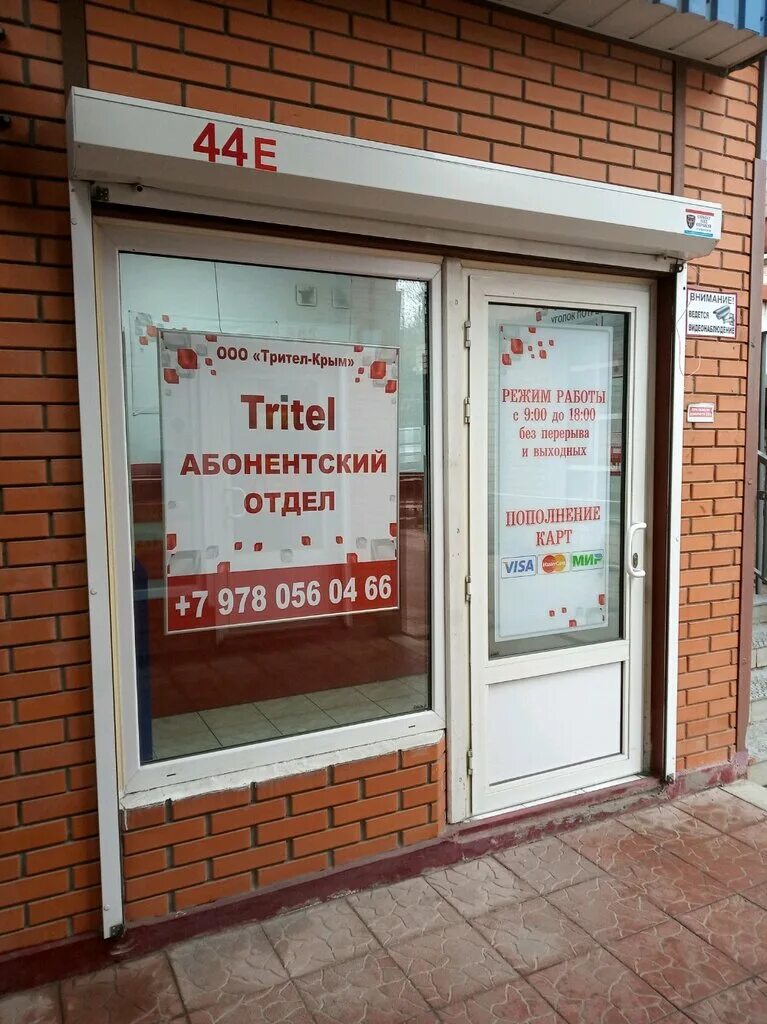 44Е
ООО «Трител-Крым»
Tritel
АБОНЕНТСКИЙ
ОТДЕЛ
+7 978 056 04 66
РЕЖИМ РАБОТЫ
с 9:00 до 18:00
без перерыва
и выходных
ПОПОЛНЕНИЕ
КАРТ
VISA MasterCard МИР
ВНИМАНИЕ!
ВЕДЕТСЯ
ВИДЕОНАБЛЮДЕНИЕ